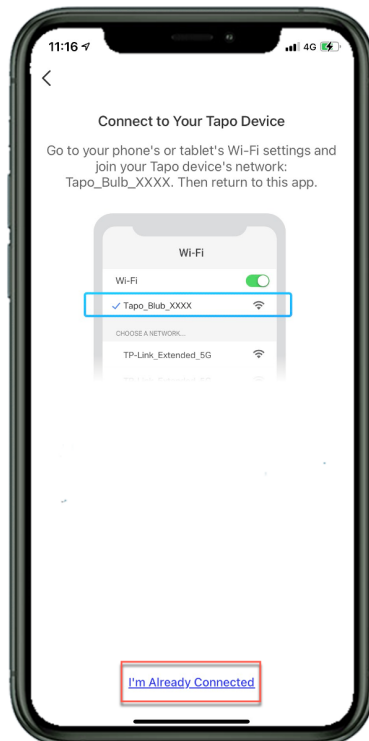 11:16
4G
Connect to Your Tapo Device
Go to your phone's or tablet's Wi-Fi settings and
join your Tapo device's network:
Tapo_Bulb_XXXX. Then return to this app.
Wi-Fi
Wi-Fi
Tapo_Blub_XXXX
CHOOSE A NETWORK...
TP-Link_Extended_5G
I'm Already Connected